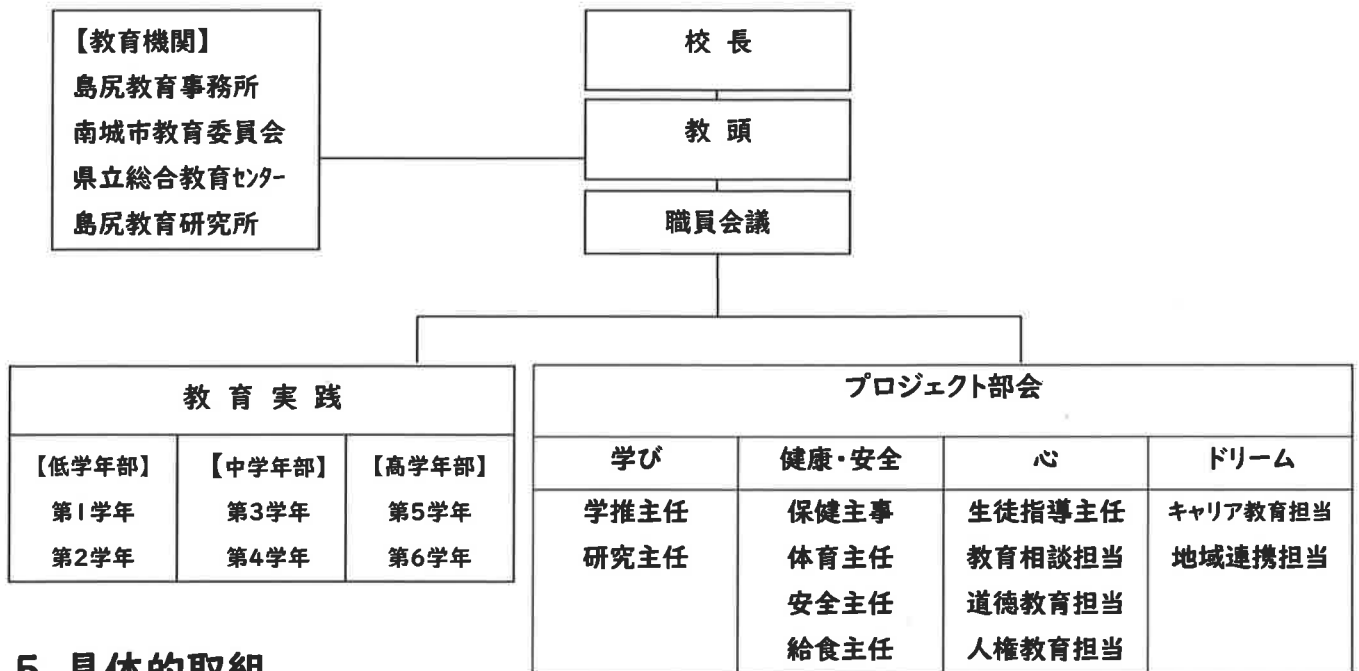 【教育機関】
島尻教育事務所
南城市教育委員会
県立総合教育センター
島尻教育研究所
校 長
教 頭
職員会議
教 育 実 践
【低学年部】 【中学年部】 【高学年部】
第1学年 第3学年 第5学年
第2学年 第4学年 第6学年
プロジェクト部会
学び 健康・安全 心 ドリーム
学推主任 保健主事 生徒指導主任 キャリア教育担当
研究主任 体育主任 教育相談担当 地域連携担当
安全主任 道徳教育担当
給食主任 人権教育担当
5 具体的取組